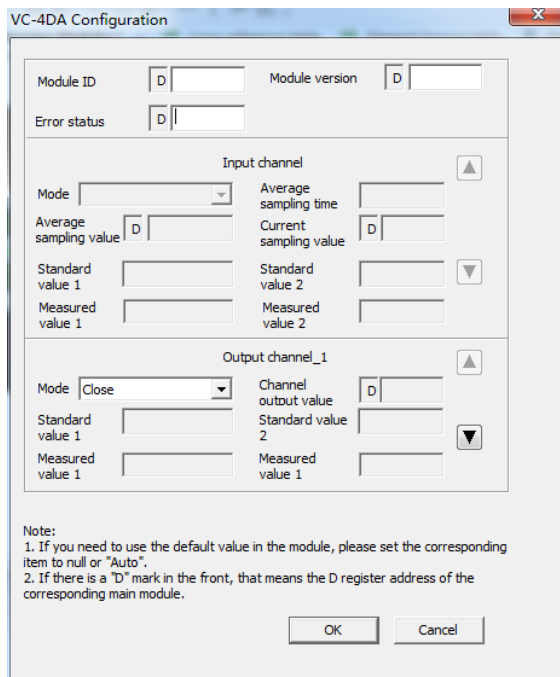 VC-4DA Configuration
x
Module ID D Module version D
Error status D
Input channel
Mode Average sampling time
Average sampling value D Current sampling value D
Standard value 1 Standard value 2
Measured value 1 Measured value 2
Output channel_1
Mode Close Channel output value D
Standard value 1 Standard value 2
Measured value 1 Measured value 1
Note:
1. If you need to use the default value in the module, please set the corresponding
item to null or "Auto".
2. If there is a "D" mark in the front, that means the D register address of the
corresponding main module.
OK Cancel